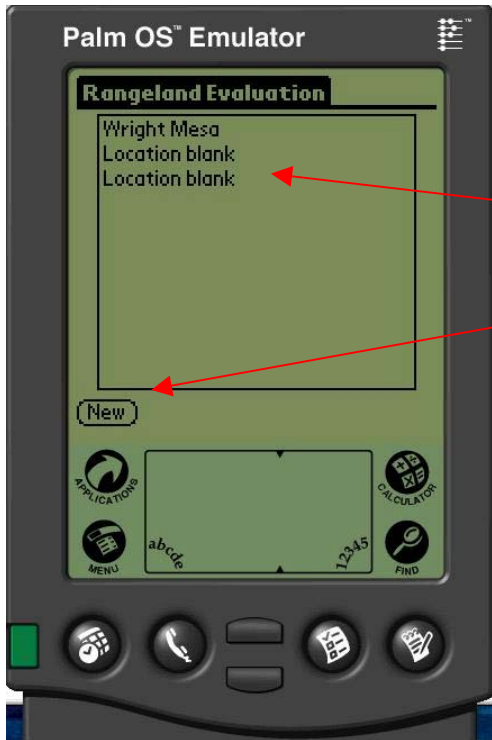 Palm OS™ Emulator
Rangeland Evaluation
Wright Mesa
Location blank
Location blank
New
APPLICATIONS
CALCULATOR
MENU
abcde
12345
FIND